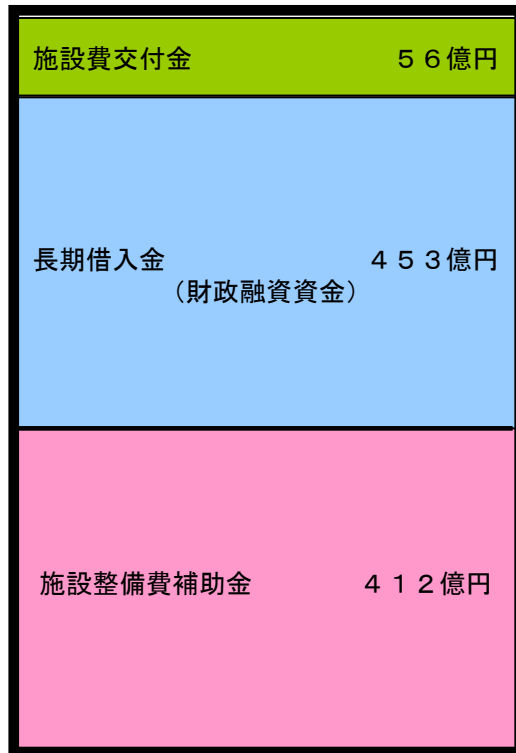 施設費交付金 ５６億円
長期借入金 ４５３億円
（財政融資資金）
施設整備費補助金 ４１２億円